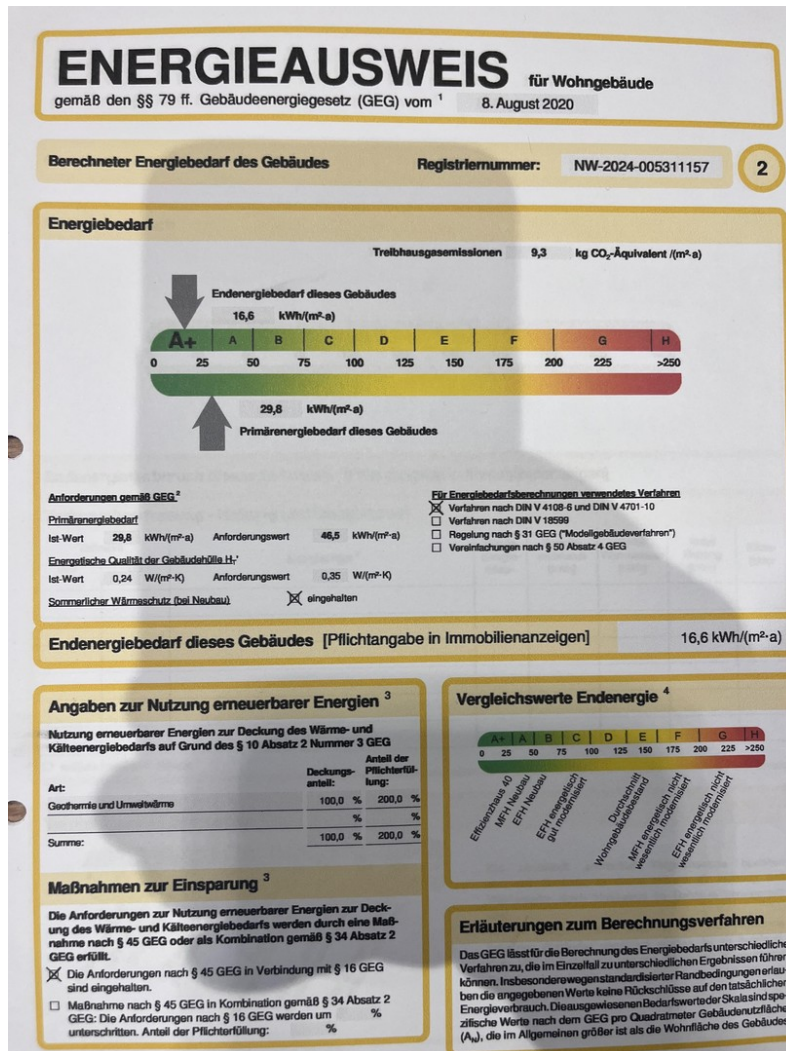 ENERGIEAUSWEIS für Wohngebäude
gemäß den §§ 79 ff. Gebäudeenergiegesetz (GEG) vom ¹ 8. August 2020
Berechneter Energiebedarf des Gebäudes Registriernummer: NW-2024-005311157 2
Energiebedarf
Treibhausgasemissionen 9,3 kg CO₂-Äquivalent /(m²·a)
Endenergiebedarf dieses Gebäudes
16,6 kWh/(m²·a)
A+ A B C D E F G H
0 25 50 75 100 125 150 175 200 225 >250
29,8 kWh/(m²·a)
Primärenergiebedarf dieses Gebäudes
Anforderungen gemäß GEG ²
Primärenergiebedarf
Ist-Wert 29,8 kWh/(m²·a) Anforderungswert 46,5 kWh/(m²·a)
Energetische Qualität der Gebäudehülle H_T'
Ist-Wert 0,24 W/(m²·K) Anforderungswert 0,35 W/(m²·K)
Sommerlicher Wärmeschutz (bei Neubau) ☒ eingehalten
Für Energiebedarfsberechnungen verwendetes Verfahren
☒ Verfahren nach DIN V 4108-6 und DIN V 4701-10
☐ Verfahren nach DIN V 18599
☐ Regelung nach § 31 GEG ("Modellgebäudeverfahren")
☐ Vereinfachungen nach § 50 Absatz 4 GEG
Endenergiebedarf dieses Gebäudes [Pflichtangabe in Immobilienanzeigen] 16,6 kWh/(m²·a)
Angaben zur Nutzung erneuerbarer Energien ³
Nutzung erneuerbarer Energien zur Deckung des Wärme- und
Kälteenergiebedarfs auf Grund des § 10 Absatz 2 Nummer 3 GEG
Art:
Deckungs-
anteil:
Anteil der
Pflichterfül-
lung:
Geothermie und Umweltwärme 100,0 % 200,0 %
% %
Summe: 100,0 % 200,0 %
Maßnahmen zur Einsparung ³
Die Anforderungen zur Nutzung erneuerbarer Energien zur Deck-
ung des Wärme- und Kälteenergiebedarfs werden durch eine Maß-
nahme nach § 45 GEG oder als Kombination gemäß § 34 Absatz 2
GEG erfüllt.
☒ Die Anforderungen nach § 45 GEG in Verbindung mit § 16 GEG
sind eingehalten.
☐ Maßnahme nach § 45 GEG in Kombination gemäß § 34 Absatz 2
GEG: Die Anforderungen nach § 16 GEG werden um %
unterschritten. Anteil der Pflichterfüllung: %
Vergleichswerte Endenergie ⁴
A+ A B C D E F G H
0 25 50 75 100 125 150 175 200 225 >250
Effizienzhaus 40
MFH Neubau
EFH Neubau
EFH energetisch
gut modernisiert
Durchschnitt
Wohngebäudebestand
MFH energetisch nicht
wesentlich modernisiert
EFH energetisch nicht
wesentlich modernisiert
Erläuterungen zum Berechnungsverfahren
Das GEG lässt für die Berechnung des Energiebedarfs unterschiedliche
Verfahren zu, die im Einzelfall zu unterschiedlichen Ergebnissen führen
können. Insbesondere wegen standardisierter Randbedingungen erlau-
ben die angegebenen Werte keine Rückschlüsse auf den tatsächlichen
Energieverbrauch. Die ausgewiesenen Bedarfswerte der Skala sind spe-
zifische Werte nach dem GEG pro Quadratmeter Gebäudenutzfläche
(A_N), die im Allgemeinen größer ist als die Wohnfläche des Gebäudes